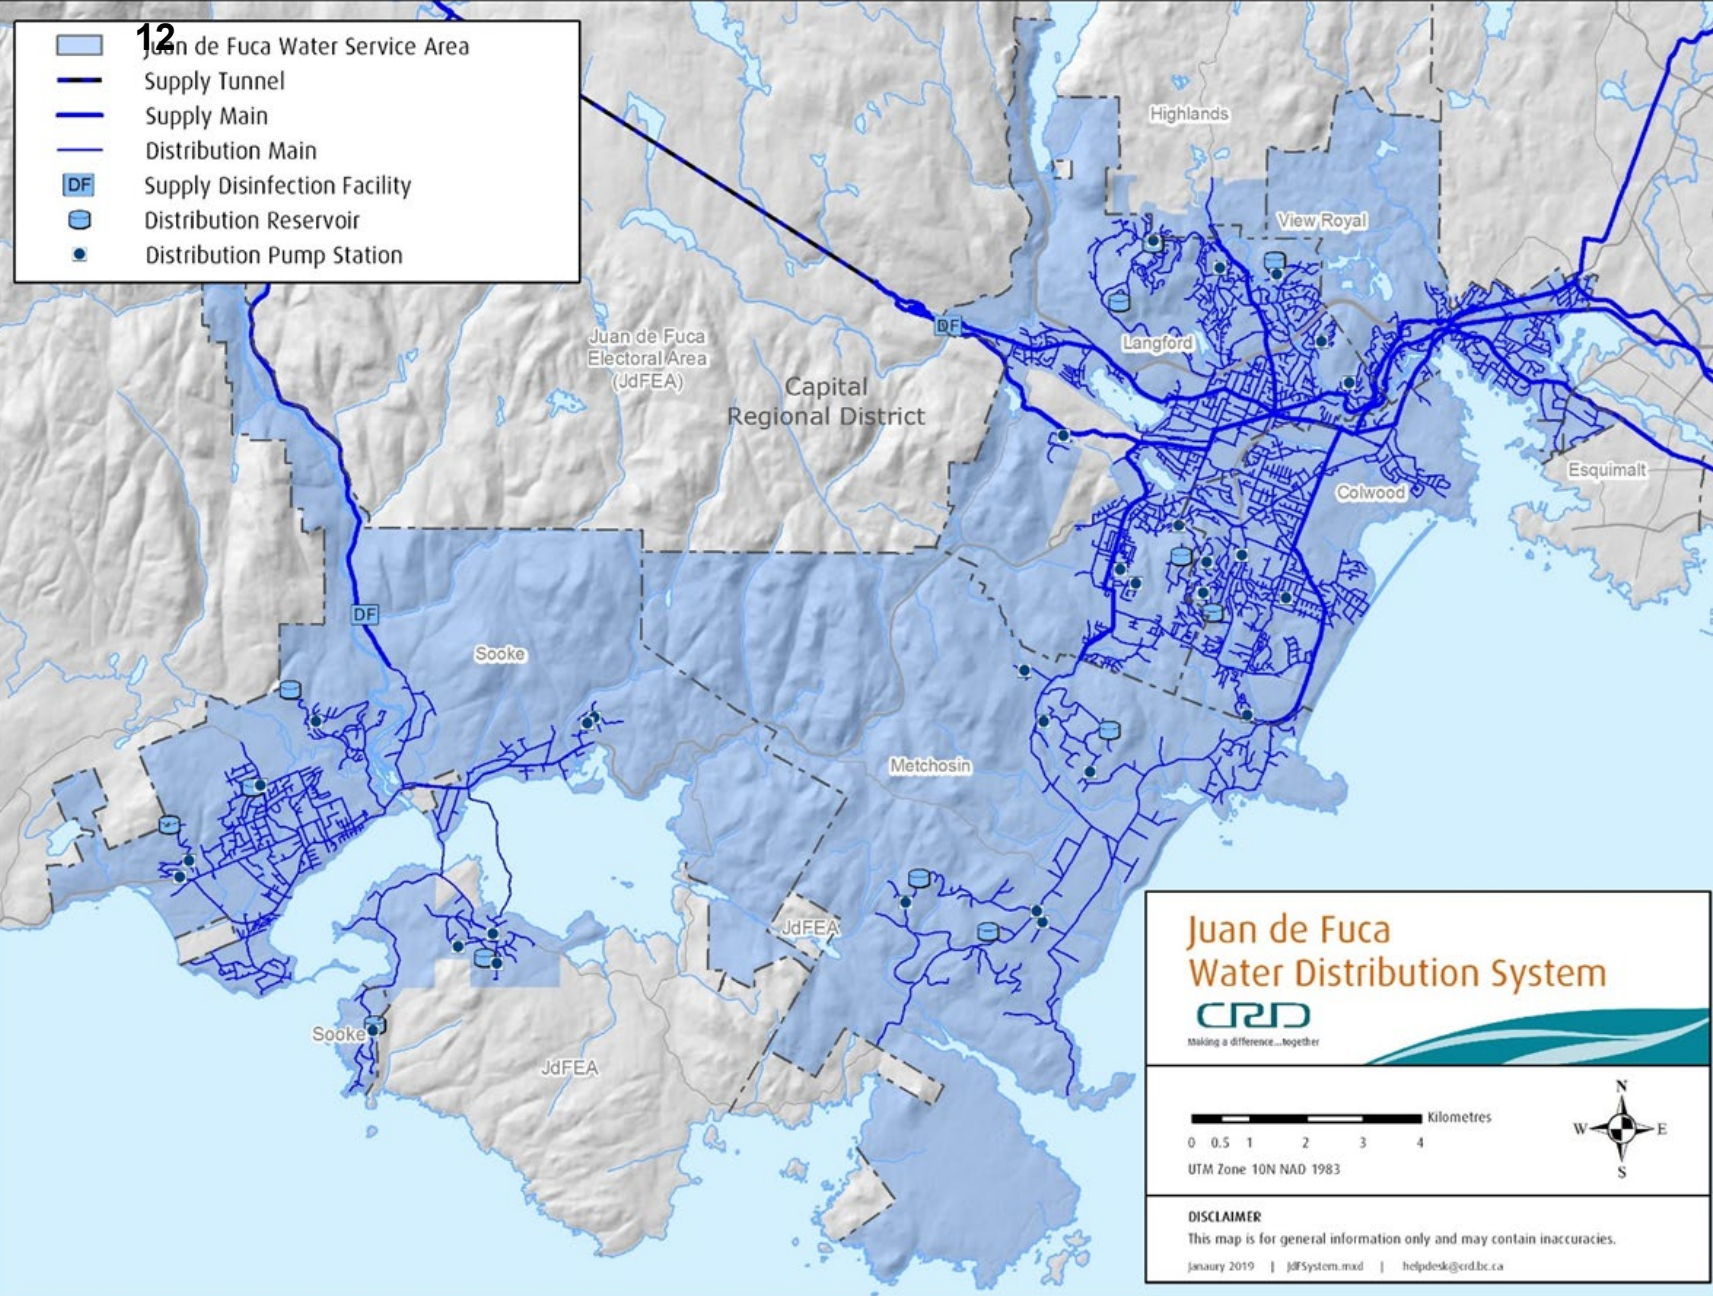 12
Juan de Fuca Water Service Area
Supply Tunnel
Supply Main
Distribution Main
DF Supply Disinfection Facility
Distribution Reservoir
Distribution Pump Station
Highlands
View Royal
DF
Juan de Fuca
Electoral Area
(JdFEA)
Langford
Capital
Regional District
Esquimalt
Colwood
DF
Sooke
Metchosin
JdFEA
Sooke
JdFEA
Juan de Fuca
Water Distribution System
CRD
Making a difference...together
Kilometres
0 0.5 1 2 3 4
UTM Zone 10N NAD 1983
N
W E
S
DISCLAIMER
This map is for general information only and may contain inaccuracies.
Janaury 2019 | JdFSystem.mxd | helpdesk@crd.bc.ca